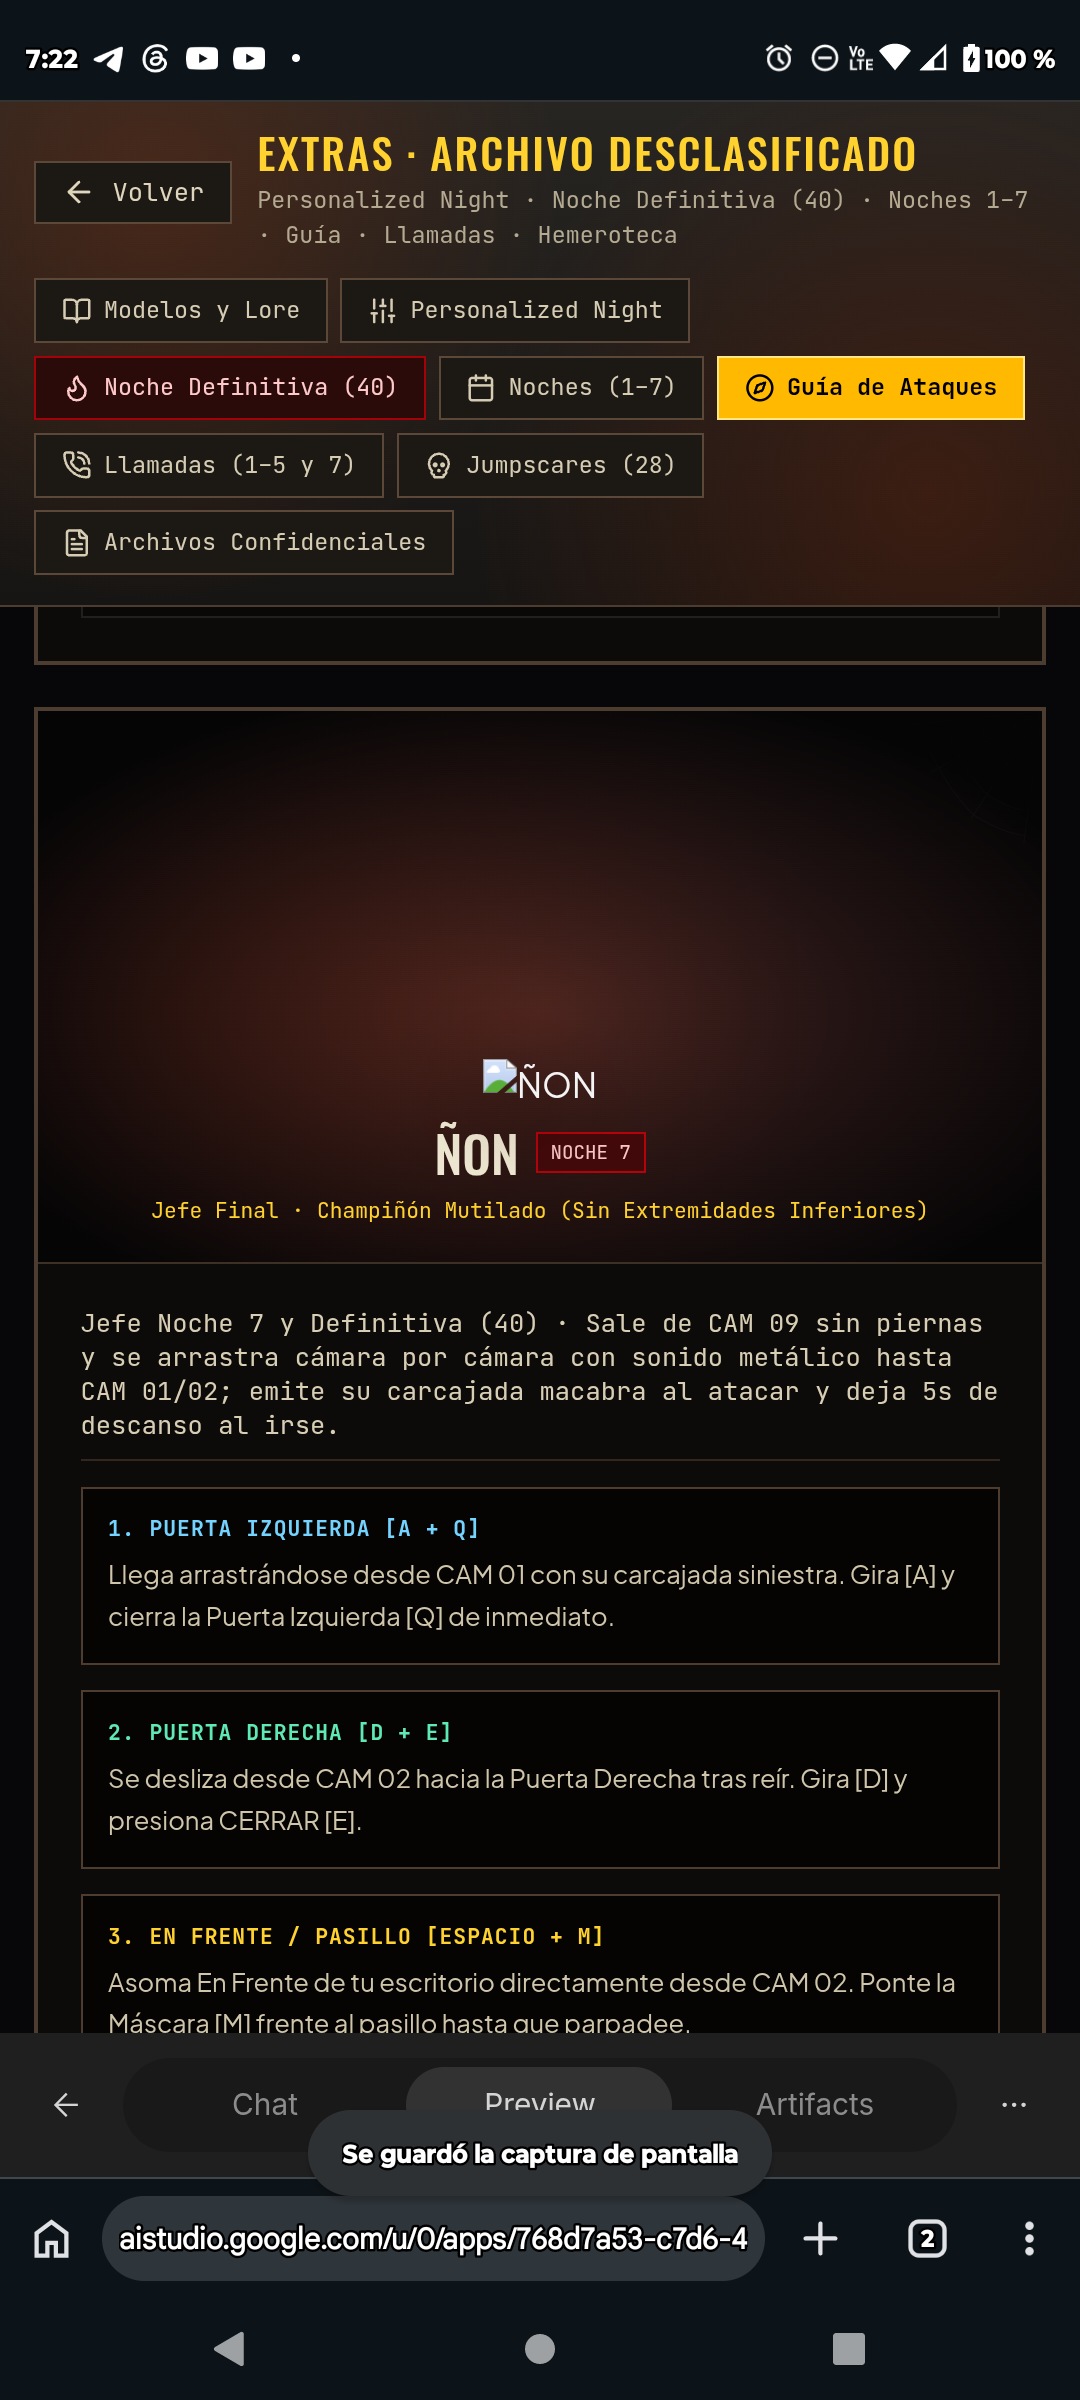 7:22
Vo LTE
100 %
Volver
EXTRAS · ARCHIVO DESCLASIFICADO
Personalized Night · Noche Definitiva (40) · Noches 1-7
· Guía · Llamadas · Hemeroteca
Modelos y Lore
Personalized Night
Noche Definitiva (40)
Noches (1-7)
Guía de Ataques
Llamadas (1-5 y 7)
Jumpscares (28)
Archivos Confidenciales
ÑON
ÑON
NOCHE 7
Jefe Final · Champiñón Mutilado (Sin Extremidades Inferiores)
Jefe Noche 7 y Definitiva (40) · Sale de CAM 09 sin piernas
y se arrastra cámara por cámara con sonido metálico hasta
CAM 01/02; emite su carcajada macabra al atacar y deja 5s de
descanso al irse.
1. PUERTA IZQUIERDA [A + Q]
Llega arrastrándose desde CAM 01 con su carcajada siniestra. Gira [A] y
cierra la Puerta Izquierda [Q] de inmediato.
2. PUERTA DERECHA [D + E]
Se desliza desde CAM 02 hacia la Puerta Derecha tras reír. Gira [D] y
presiona CERRAR [E].
3. EN FRENTE / PASILLO [ESPACIO + M]
Asoma En Frente de tu escritorio directamente desde CAM 02. Ponte la
Máscara [M] frente al pasillo hasta que parpadee.
Chat
Preview
Artifacts
Se guardó la captura de pantalla
aistudio.google.com/u/0/apps/768d7a53-c7d6-4
2